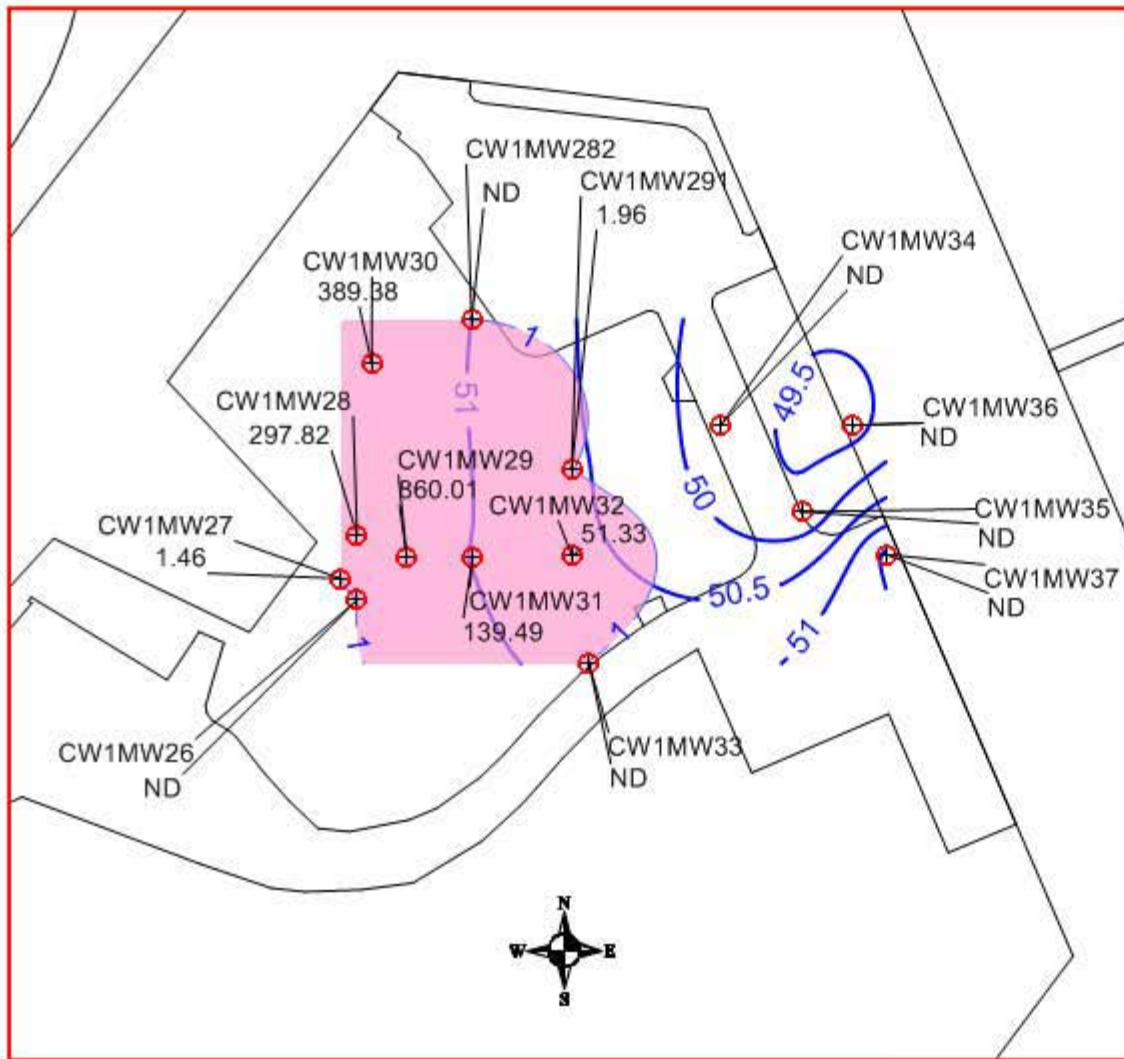 CW1MW282
ND
CW1MW291
1.96
CW1MW34
ND
CW1MW30
389.38
1
49.5
51
CW1MW28
297.82
CW1MW36
ND
CW1MW29
860.01
50
CW1MW32
51.33
CW1MW35
ND
CW1MW27
1.46
CW1MW37
ND
50.5
CW1MW31
139.49
1
1
- 51
CW1MW26
ND
CW1MW33
ND
N
W E
S